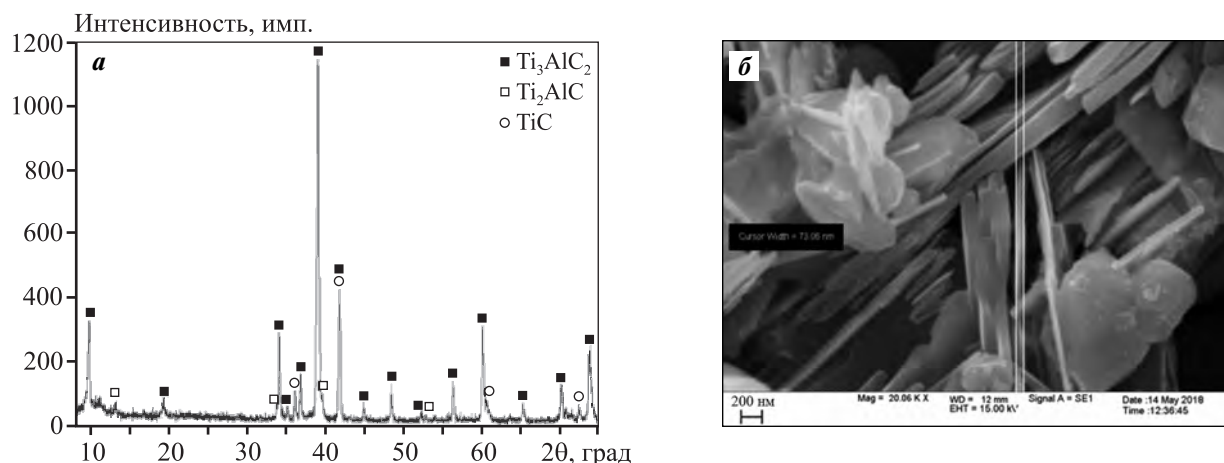 Интенсивность, имп.
1200
1000
800
600
400
200
0
а
Ti₃AlC₂
Ti₂AlC
TiC
10
20
30
40
50
60
2θ, град
б
Cursor Width = 73.05 nm
200 нм
Mag = 20.06 K X
WD = 12 mm
EHT = 15.00 kV
Signal A = SE1
Date :14 May 2018
Time :12:36:45